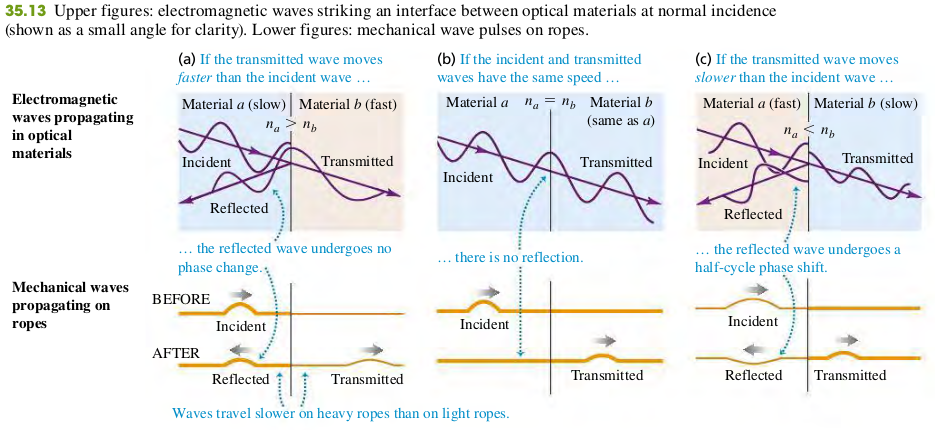 35.13 Upper figures: electromagnetic waves striking an interface between optical materials at normal incidence
(shown as a small angle for clarity). Lower figures: mechanical wave pulses on ropes.
(a) If the transmitted wave moves
faster than the incident wave …
(b) If the incident and transmitted
waves have the same speed …
(c) If the transmitted wave moves
slower than the incident wave …
Electromagnetic
waves propagating
in optical
materials
Material a (slow)
Material b (fast)
na > nb
Incident
Transmitted
Reflected
Material a
na = nb
Material b
(same as a)
Incident
Transmitted
Material a (fast)
Material b (slow)
na < nb
Incident
Transmitted
Reflected
… the reflected wave undergoes no
phase change.
… there is no reflection.
… the reflected wave undergoes a
half-cycle phase shift.
Mechanical waves
propagating on
ropes
BEFORE
Incident
Incident
Incident
AFTER
Reflected
Transmitted
Transmitted
Reflected
Transmitted
Waves travel slower on heavy ropes than on light ropes.